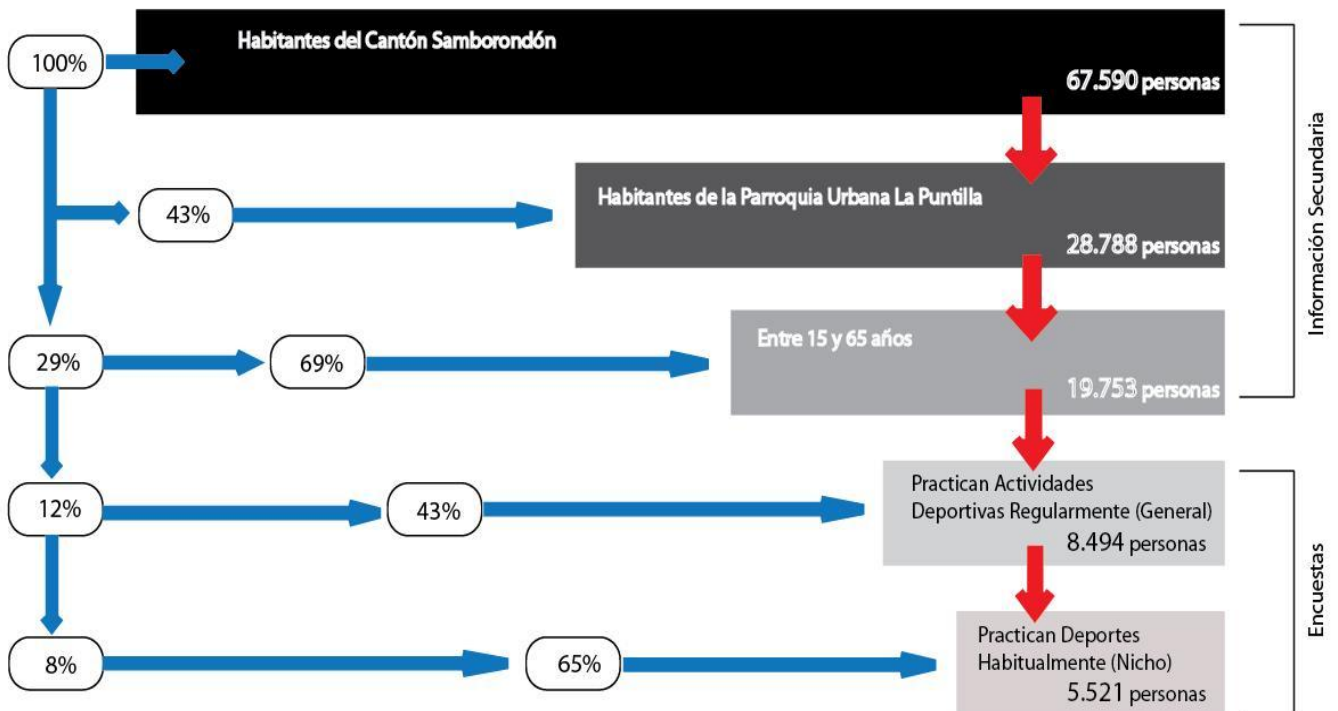 100%
Habitantes del Cantón Samborondón
67.590 personas
43%
Habitantes de la Parroquia Urbana La Puntilla
28.788 personas
29%
69%
Entre 15 y 65 años
19.753 personas
Información Secundaria
12%
43%
Practican Actividades
Deportivas Regularmente (General)
8.494 personas
8%
65%
Practican Deportes
Habitualmente (Nicho)
5.521 personas
Encuestas